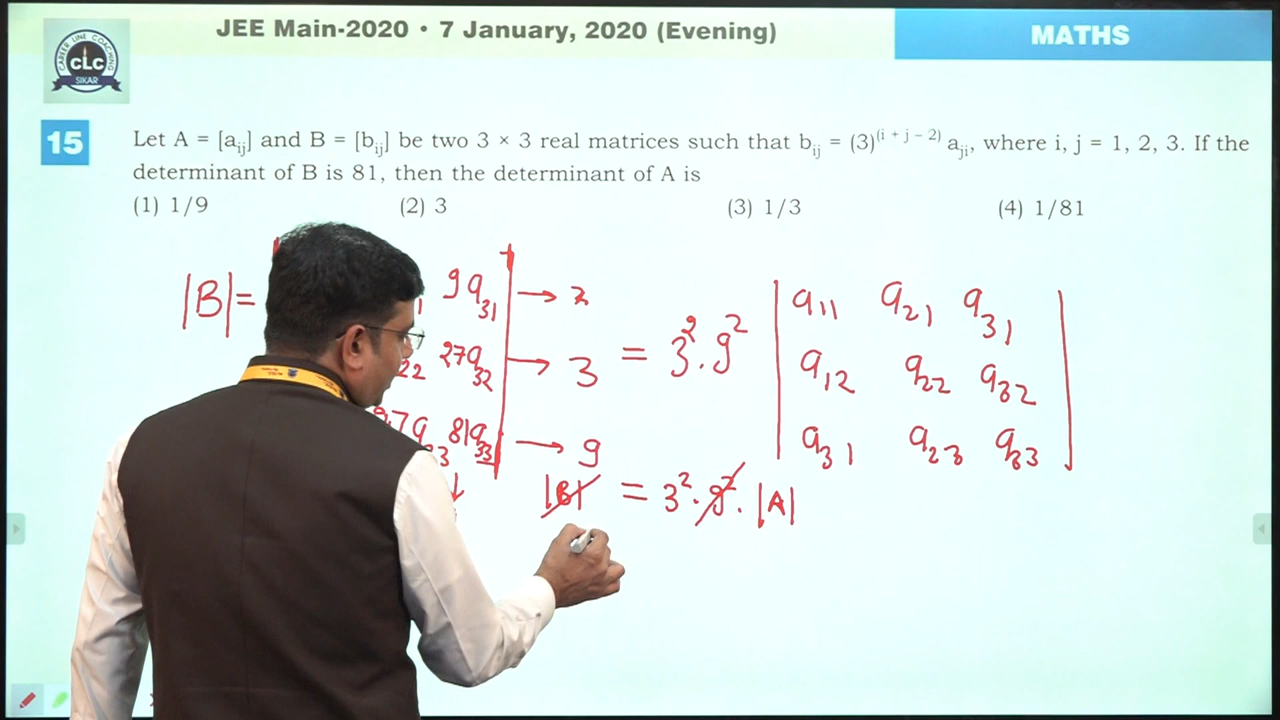 JEE Main-2020 • 7 January, 2020 (Evening)
MATHS
CAREER LINE COACHING
CLC
SIKAR
15
Let A = [aij] and B = [bij] be two 3 × 3 real matrices such that bij = (3)^(i + j – 2) aji, where i, j = 1, 2, 3. If the
determinant of B is 81, then the determinant of A is
(1) 1/9 (2) 3 (3) 1/3 (4) 1/81
|B|= 9a31 → = 3².9² | a11 a21 a31 |
27a32 → 3 | a12 a22 a32 |
81a33 → 9 | a31 a23 a33 |
|B| = 3².9².|A|